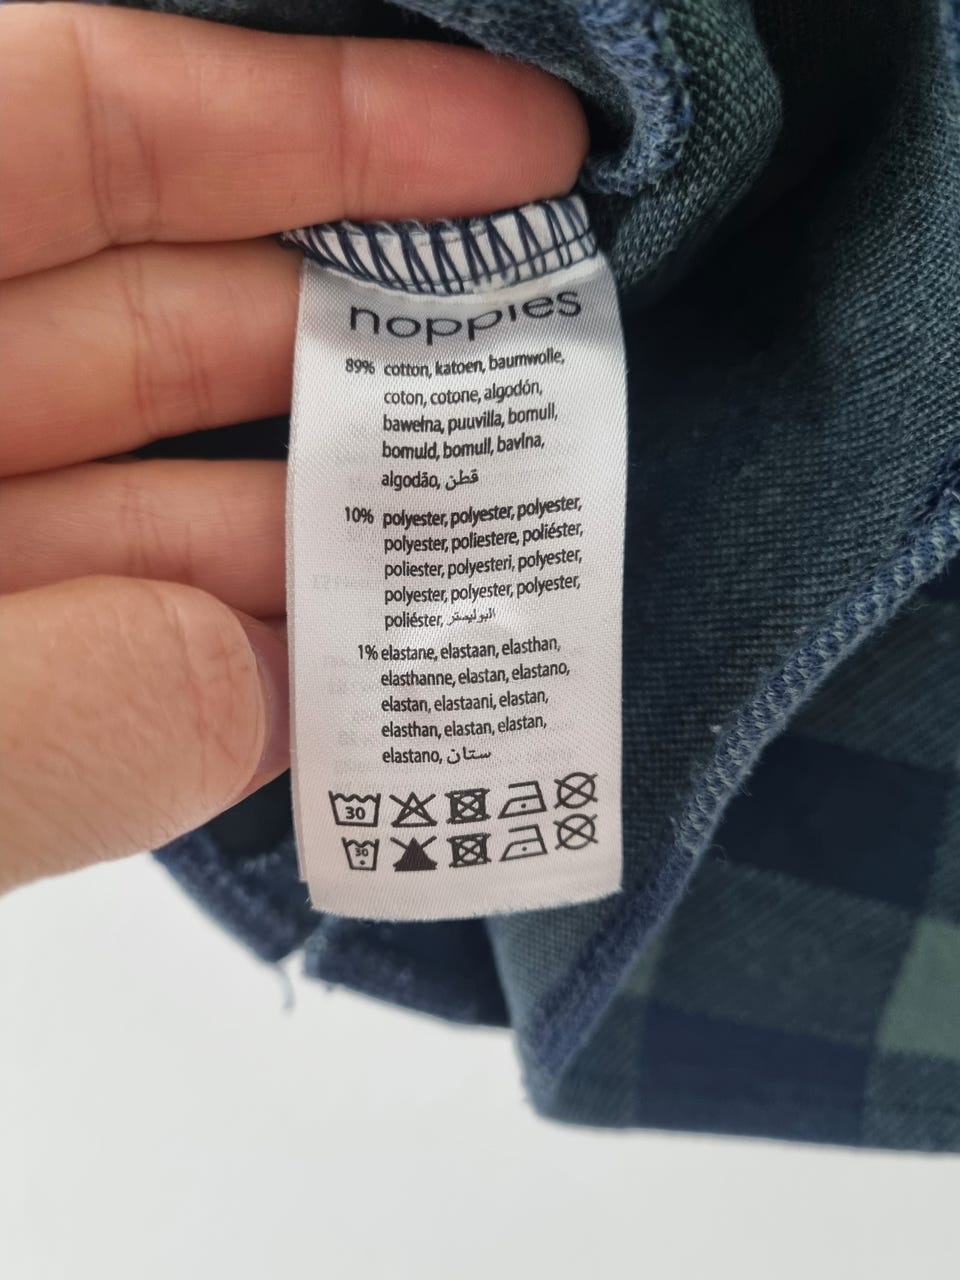 noppies
89% cotton, katoen, baumwolle,
coton, cotone, algodón,
bawełna, puuvilla, bomull,
bomuld, bomull, bavlna,
algodão, قطن
10% polyester, polyester, polyester,
polyester, poliestere, poliéster,
poliester, polyesteri, polyester,
polyester, polyester, polyester,
poliéster, البوليستر
1% elastane, elastaan, elasthan,
elasthanne, elastan, elastano,
elastan, elastaani, elastan,
elasthan, elastan, elastan,
elastano, ستان
30
30